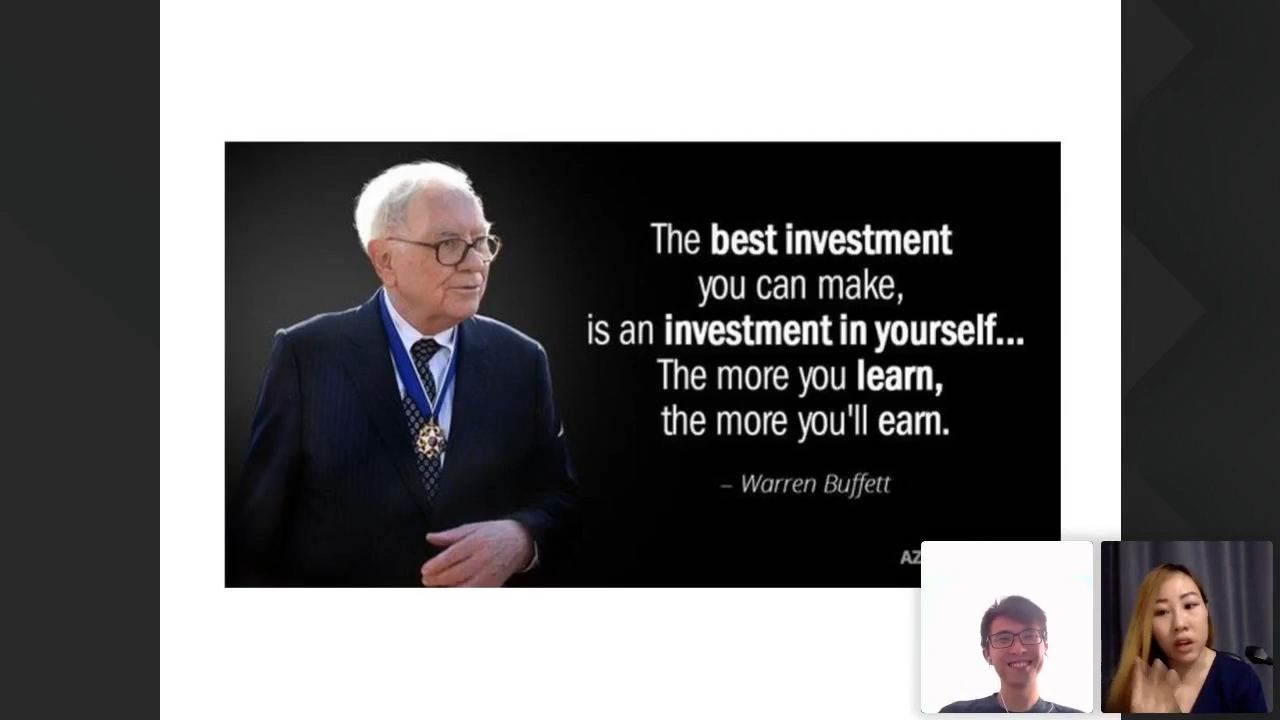 The best investment
you can make,
is an investment in yourself...
The more you learn,
the more you'll earn.
– Warren Buffett
AZ